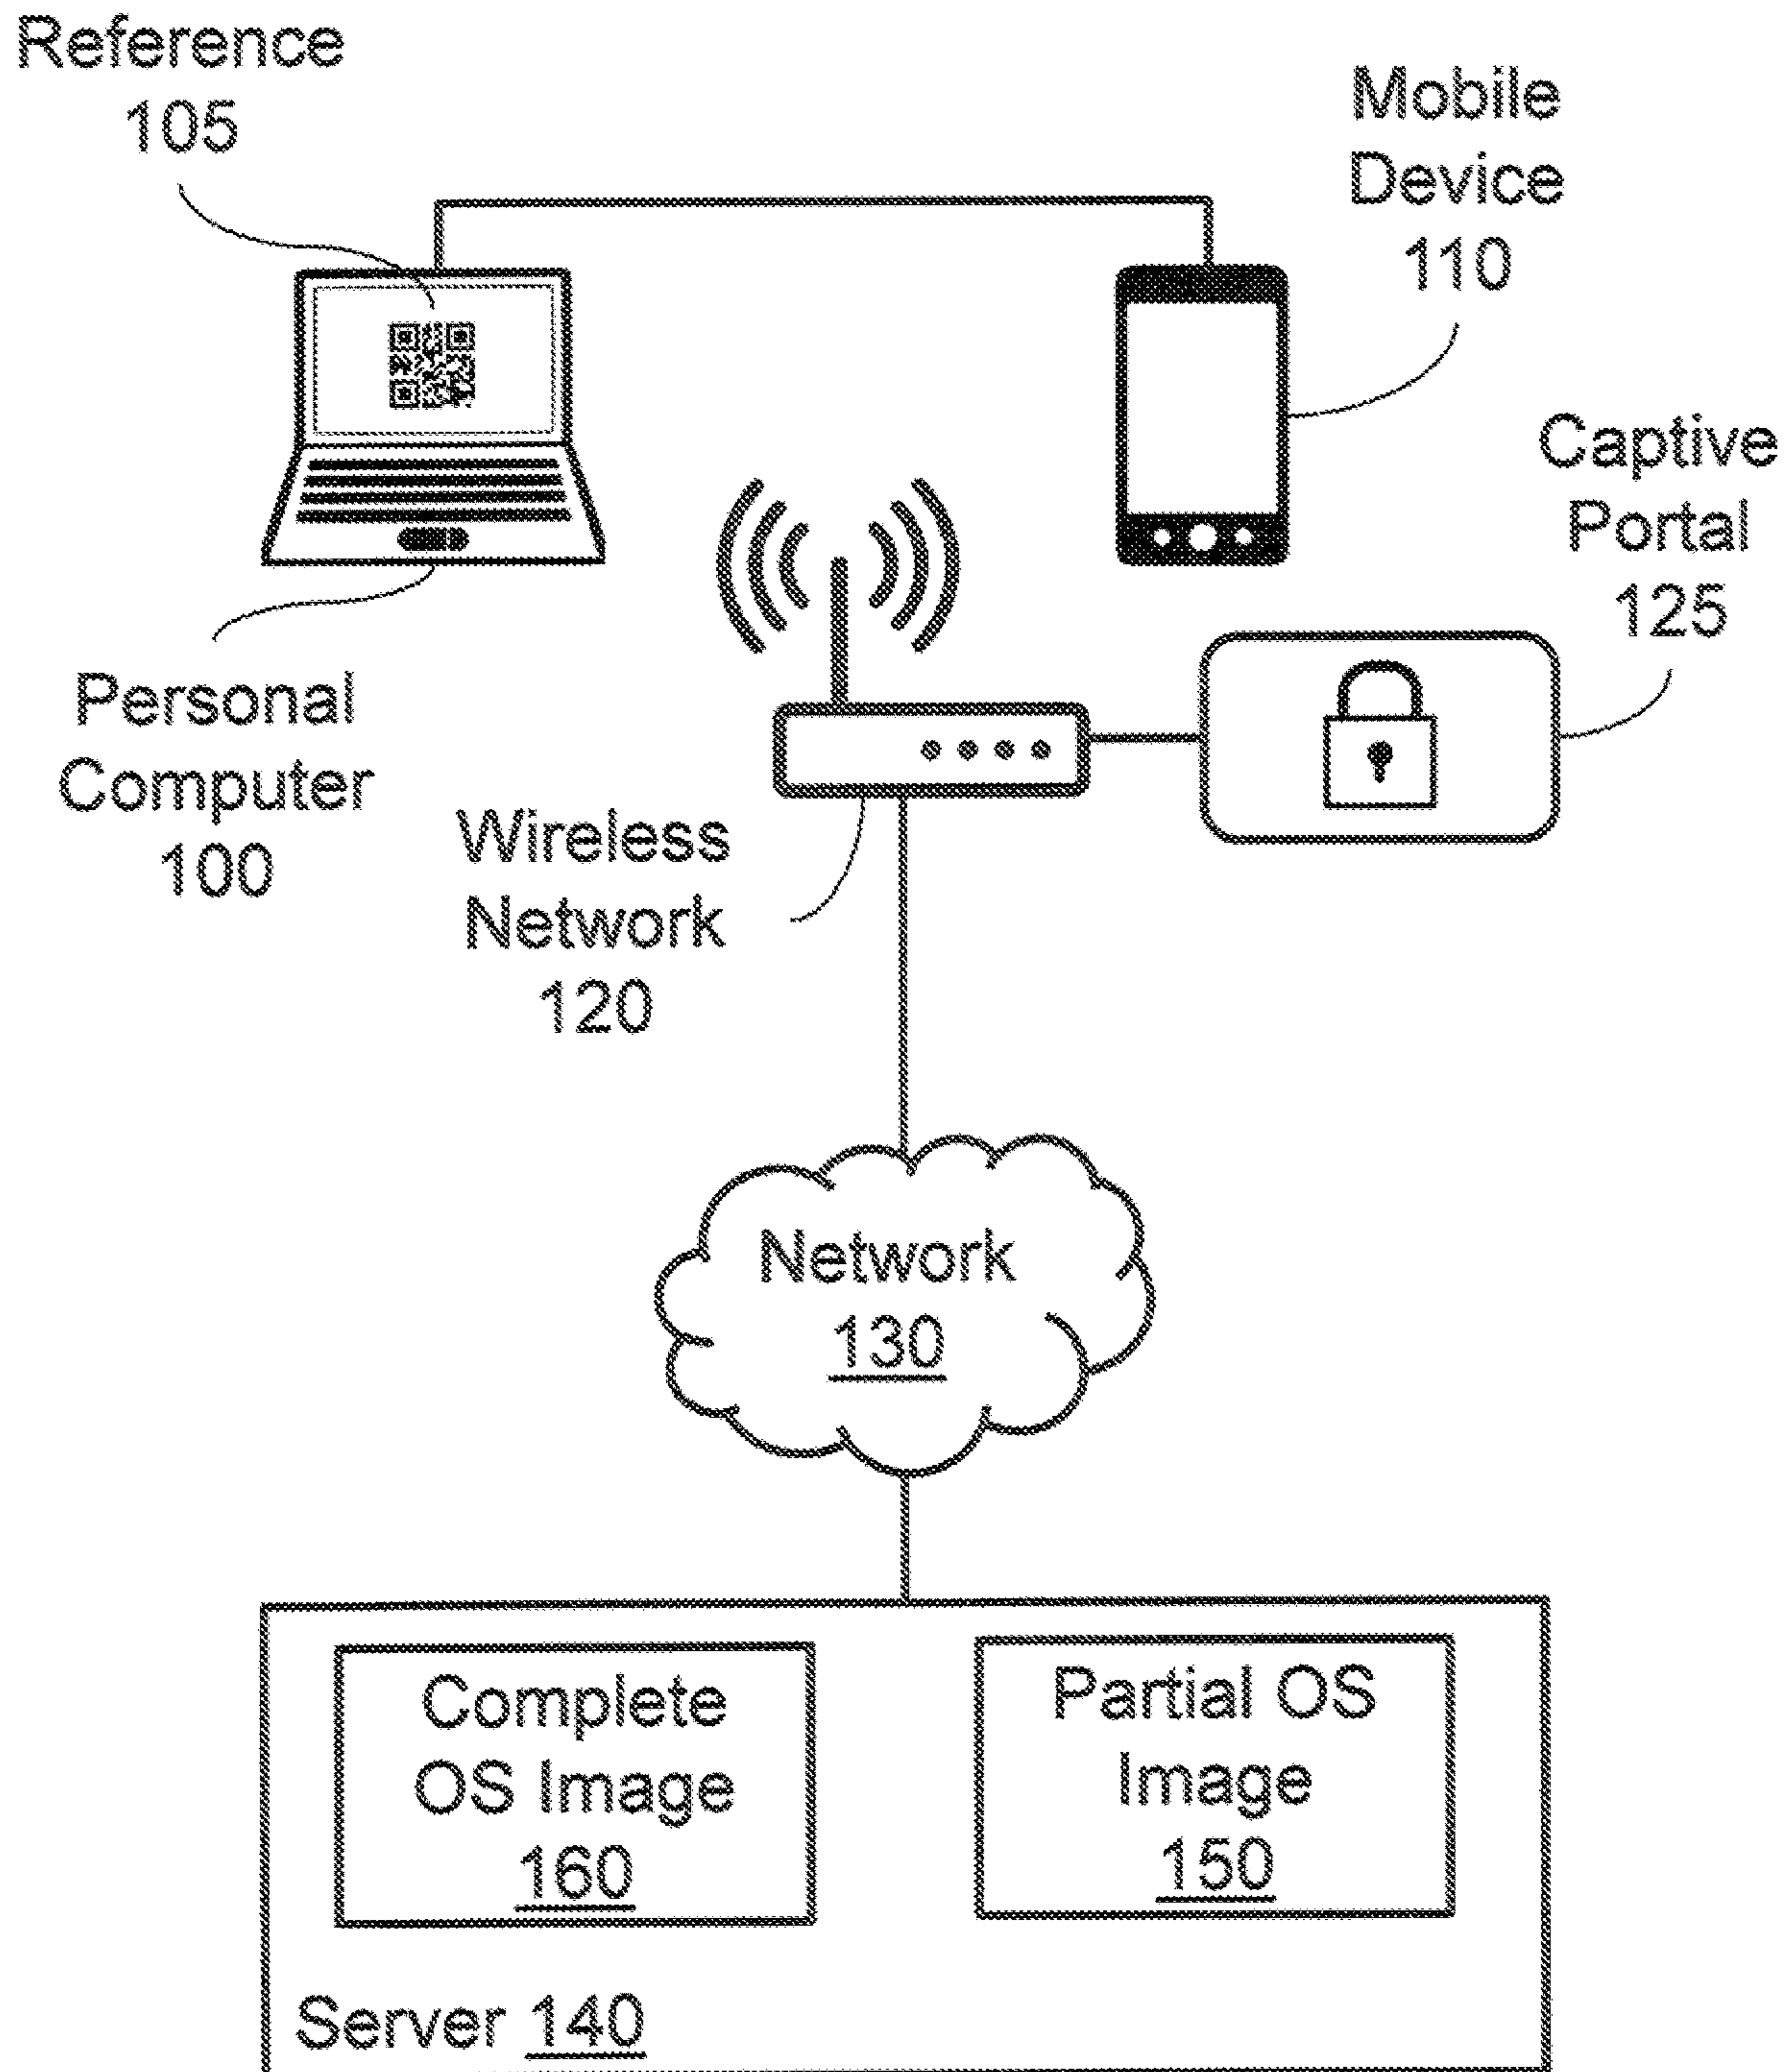 Reference
105
Mobile
Device
110
Captive
Portal
125
Personal
Computer
100
Wireless
Network
120
Network
130
Complete
OS Image
160
Partial OS
Image
150
Server 140